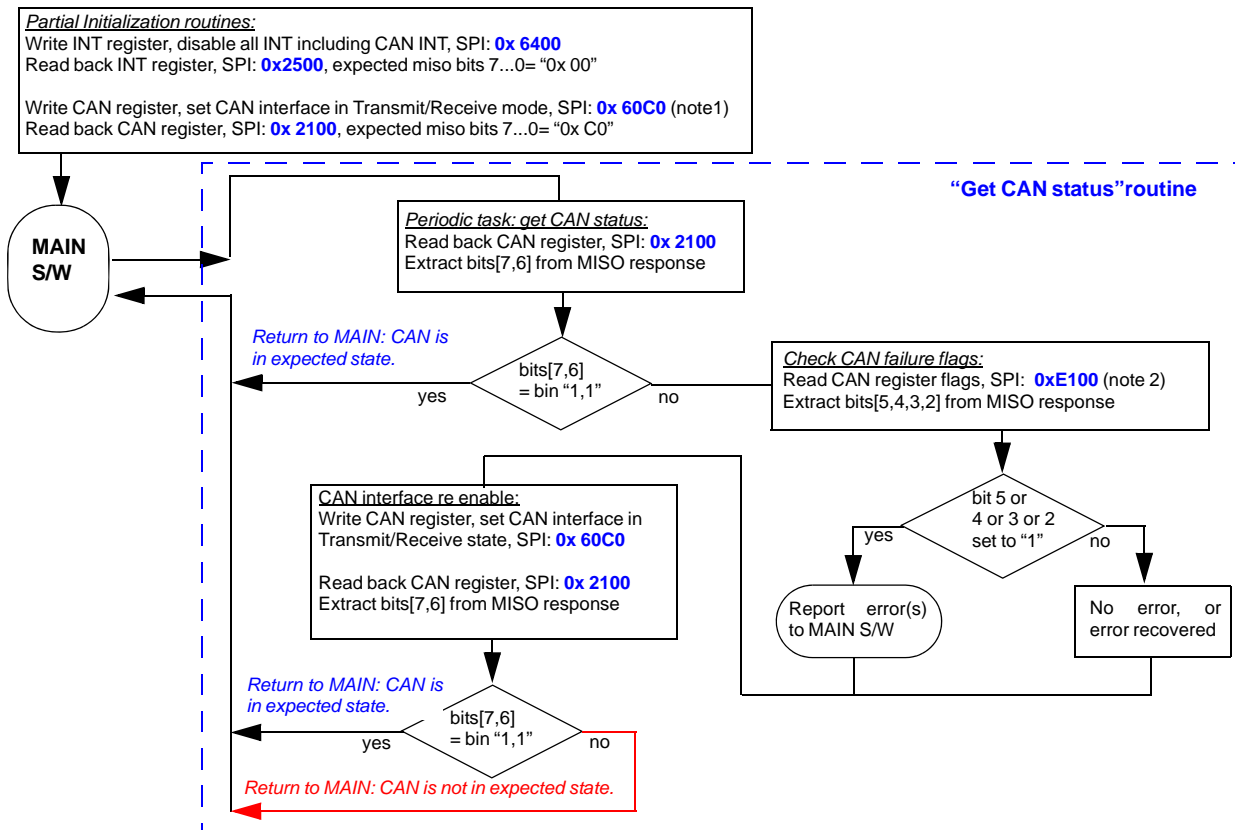 Partial Initialization routines:
Write INT register, disable all INT including CAN INT, SPI: 0x 6400
Read back INT register, SPI: 0x2500, expected miso bits 7...0= “0x 00”
Write CAN register, set CAN interface in Transmit/Receive mode, SPI: 0x 60C0 (note1)
Read back CAN register, SPI: 0x 2100, expected miso bits 7...0= “0x C0”
“Get CAN status”routine
MAIN
S/W
Periodic task: get CAN status:
Read back CAN register, SPI: 0x 2100
Extract bits[7,6] from MISO response
Return to MAIN: CAN is
in expected state.
bits[7,6]
= bin “1,1”
yes
no
Check CAN failure flags:
Read CAN register flags, SPI: 0xE100 (note 2)
Extract bits[5,4,3,2] from MISO response
bit 5 or
4 or 3 or 2
set to “1”
yes
no
Report error(s)
to MAIN S/W
No error, or
error recovered
CAN interface re enable:
Write CAN register, set CAN interface in
Transmit/Receive state, SPI: 0x 60C0
Read back CAN register, SPI: 0x 2100
Extract bits[7,6] from MISO response
Return to MAIN: CAN is
in expected state.
bits[7,6]
= bin “1,1”
yes
no
Return to MAIN: CAN is not in expected state.